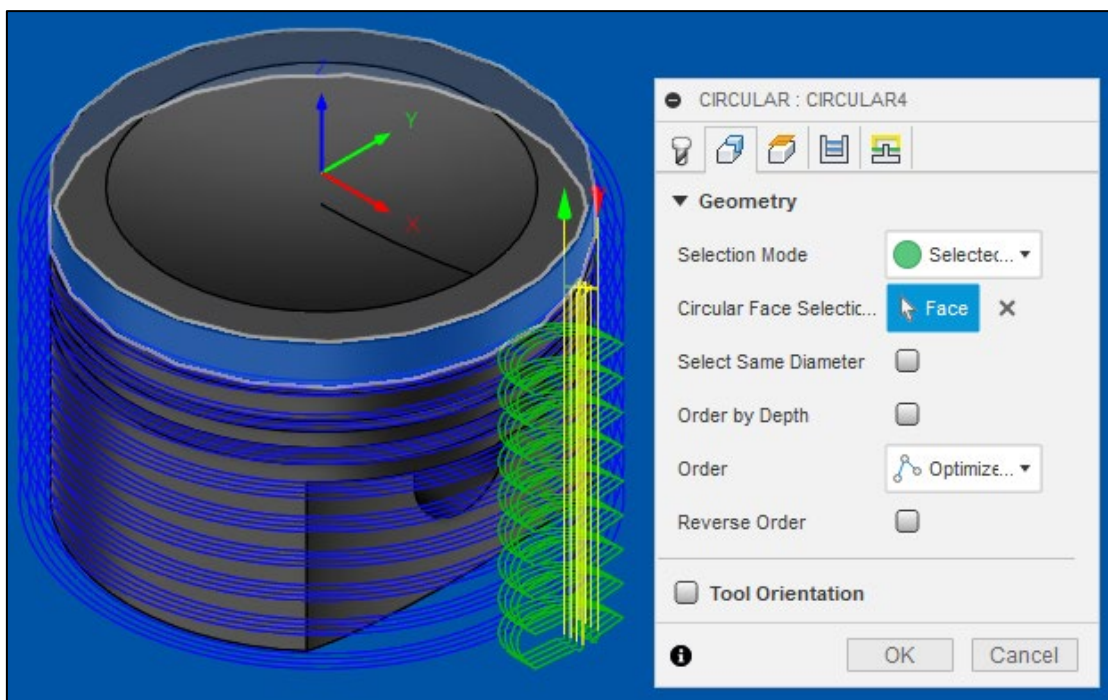 CIRCULAR : CIRCULAR4
Geometry
Selection Mode Selectec... 
Circular Face Selectic... Face
Select Same Diameter
Order by Depth
Order Optimize...
Reverse Order
Tool Orientation
OK Cancel
Z
Y
X